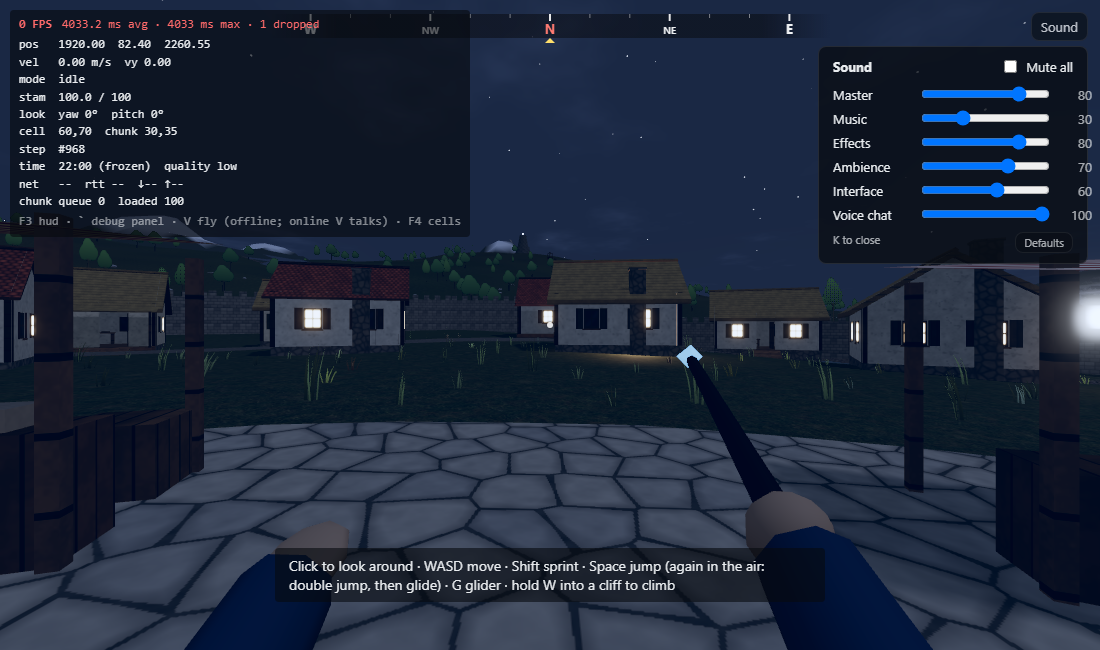 0 FPS 4033.2 ms avg · 4033 ms max · 1 dropped
pos 1920.00 82.40 2260.55
vel 0.00 m/s vy 0.00
mode idle
stam 100.0 / 100
look yaw 0° pitch 0°
cell 60,70 chunk 30,35
step #968
time 22:00 (frozen) quality low
net -- rtt -- ↓-- ↑--
chunk queue 0 loaded 100
F3 hud · ` debug panel · V fly (offline; online V talks) · F4 cells
W NW N NE E
Sound
Sound Mute all
Master 80
Music 30
Effects 80
Ambience 70
Interface 60
Voice chat 100
K to close Defaults
Click to look around · WASD move · Shift sprint · Space jump (again in the air:
double jump, then glide) · G glider · hold W into a cliff to climb